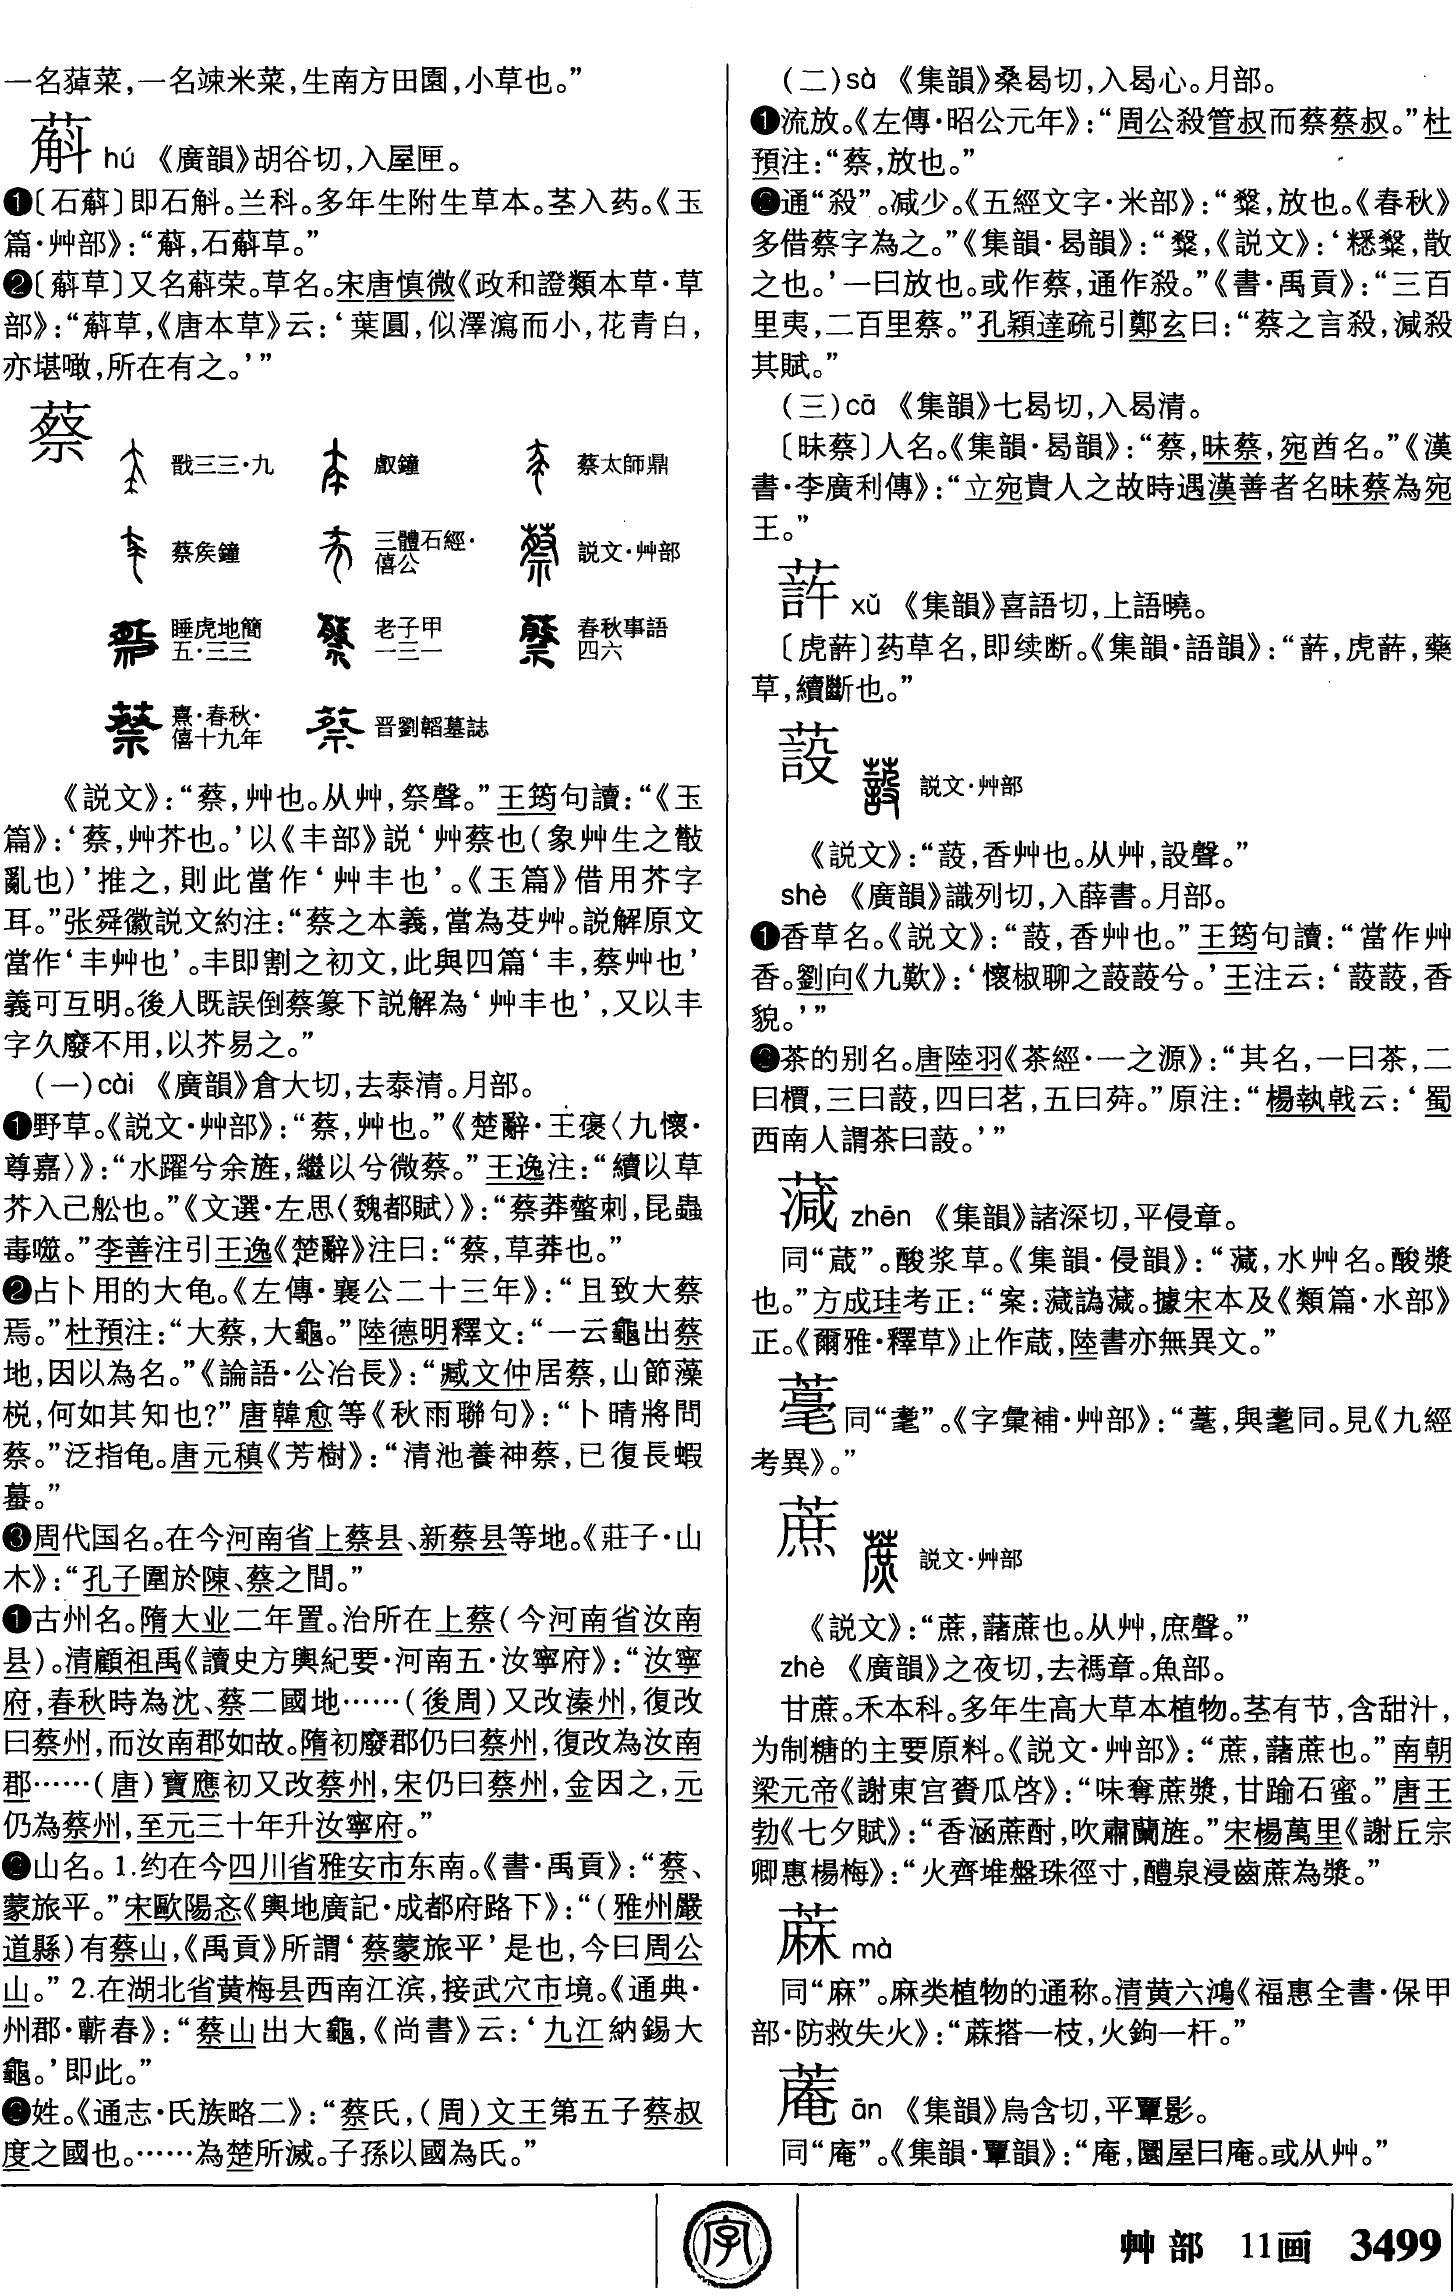 一名蔊菜，一名㻋米菜，生南方田園，小草也。”
蔛 hú 《廣韻》胡谷切，入屋匣。
❶〔石蔛〕即石斛。兰科。多年生附生草本。茎入药。《玉
篇·艸部》：“蔛，石蔛草。”
❷〔蔛草〕又名蔛荣。草名。宋唐慎微《政和證類本草·草
部》：“蔛草，《唐本草》云：‘葉圓，似澤瀉而小，花青白，
亦堪噉，所在有之。’”
蔡
戬三三·九 𠭯鐘 蔡太師鼎
蔡矦鐘 三體石經·僖公 説文·艸部
睡虎地簡五·三三 老子甲一三一 春秋事語四六
熹·春秋·僖十九年 晋劉韜墓誌
《説文》：“蔡，艸也。从艸，祭聲。”王筠句讀：“《玉
篇》：‘蔡，艸芥也。’以《丰部》説‘艸蔡也（象艸生之散
亂也）’推之，則此當作‘艸丰也’。《玉篇》借用芥字
耳。”张舜徽説文約注：“蔡之本義，當為芟艸。説解原文
當作‘丰艸也’。丰即割之初文，此與四篇‘丰，蔡艸也’
義可互明。後人既誤倒蔡篆下説解為‘艸丰也’，又以丰
字久廢不用，以芥易之。”
（一）cài 《廣韻》倉大切，去泰清。月部。
❶野草。《説文·艸部》：“蔡，艸也。”《楚辭·王褒〈九懷·
尊嘉〉》：“水躍兮余旌，繼以兮微蔡。”王逸注：“續以草
芥入己舩也。”《文選·左思〈魏都賦〉》：“蔡莽螫刺，昆蟲
毒噬。”李善注引王逸《楚辭》注曰：“蔡，草莽也。”
❷占卜用的大龟。《左傳·襄公二十三年》：“且致大蔡
焉。”杜預注：“大蔡，大龜。”陸德明釋文：“一云龜出蔡
地，因以為名。”《論語·公冶長》：“臧文仲居蔡，山節藻
棁，何如其知也？”唐韓愈等《秋雨聯句》：“卜晴將問
蔡。”泛指龟。唐元稹《芳樹》：“清池養神蔡，已復長蝦
蟇。”
❸周代国名。在今河南省上蔡县、新蔡县等地。《莊子·山
木》：“孔子圍於陳、蔡之間。”
❶古州名。隋大业二年置。治所在上蔡（今河南省汝南
县）。清顧祖禹《讀史方輿紀要·河南五·汝寧府》：“汝寧
府，春秋時為沈、蔡二國地……（後周）又改溱州，復改
曰蔡州，而汝南郡如故。隋初廢郡仍曰蔡州，復改為汝南
郡……（唐）寶應初又改蔡州，宋仍曰蔡州，金因之，元
仍為蔡州，至元三十年升汝寧府。”
❷山名。1.约在今四川省雅安市东南。《書·禹貢》：“蔡、
蒙旅平。”宋歐陽忞《輿地廣記·成都府路下》：“（雅州嚴
道縣）有蔡山，《禹貢》所謂‘蔡蒙旅平’是也，今曰周公
山。”2.在湖北省黄梅县西南江滨，接武穴市境。《通典·
州郡·蘄春》：“蔡山出大龜，《尚書》云：‘九江納錫大
龜。’即此。”
❸姓。《通志·氏族略二》：“蔡氏，（周）文王第五子蔡叔
度之國也。……為楚所滅。子孫以國為氏。”
（二）sà 《集韻》桑曷切，入曷心。月部。
❶流放。《左傳·昭公元年》：“周公殺管叔而蔡蔡叔。”杜
預注：“蔡，放也。”
❷通“殺”。减少。《五經文字·米部》：“㮝，放也。《春秋》
多借蔡字為之。”《集韻·曷韻》：“㮝，《説文》：‘糂㮝，散
之也。’一曰放也。或作蔡，通作殺。”《書·禹貢》：“三百
里夷，二百里蔡。”孔穎達疏引鄭玄曰：“蔡之言殺，減殺
其賦。”
（三）cā 《集韻》七曷切，入曷清。
〔昧蔡〕人名。《集韻·曷韻》：“蔡，昧蔡，宛酋名。”《漢
書·李廣利傳》：“立宛貴人之故時遇漢善者名昧蔡為宛
王。”
蓒 xǔ 《集韻》喜語切，上語曉。
〔虎蓒〕药草名，即续断。《集韻·語韻》：“蓒，虎蓒，藥
草，續斷也。”
蔎
説文·艸部
《説文》：“蔎，香艸也。从艸，設聲。”
shè 《廣韻》識列切，入薛書。月部。
❶香草名。《説文》：“蔎，香艸也。”王筠句讀：“當作艸
香。劉向《九歎》：‘懷椒聊之蔎蔎兮。’王注云：‘蔎蔎，香
貌。’”
❷茶的别名。唐陸羽《茶經·一之源》：“其名，一曰茶，二
曰檟，三曰蔎，四曰茗，五曰荈。”原注：“楊執戟云：‘蜀
西南人謂茶曰蔎。’”
䔔 zhēn 《集韻》諸深切，平侵章。
同“葴”。酸浆草。《集韻·侵韻》：“䔔，水艸名。酸漿
也。”方成珪考正：“案：䔔譌䔔。據宋本及《類篇·水部》
正。《爾雅·釋草》止作葴，陸書亦無異文。”
薹同“耄”。《字彙補·艸部》：“薹，與耄同。見《九經
考異》。”
蔗
説文·艸部
《説文》：“蔗，藷蔗也。从艸，庶聲。”
zhè 《廣韻》之夜切，去禡章。魚部。
甘蔗。禾本科。多年生高大草本植物。茎有节，含甜汁，
为制糖的主要原料。《説文·艸部》：“蔗，藷蔗也。”南朝
梁元帝《謝東宫賚瓜啓》：“味奪蔗漿，甘踰石蜜。”唐王
勃《七夕賦》：“香涵蔗酎，吹肅蘭旌。”宋楊萬里《謝丘宗
卿惠楊梅》：“火齊堆盤珠徑寸，醴泉浸齒蔗為漿。”
蔴 mà
同“麻”。麻类植物的通称。清黄六鴻《福惠全書·保甲
部·防救失火》：“蔴搭一枝，火鉤一杆。”
菴 ān 《集韻》烏含切，平覃影。
同“庵”。《集韻·覃韻》：“庵，圜屋曰庵。或从艸。”
字
艸部 11画 3499